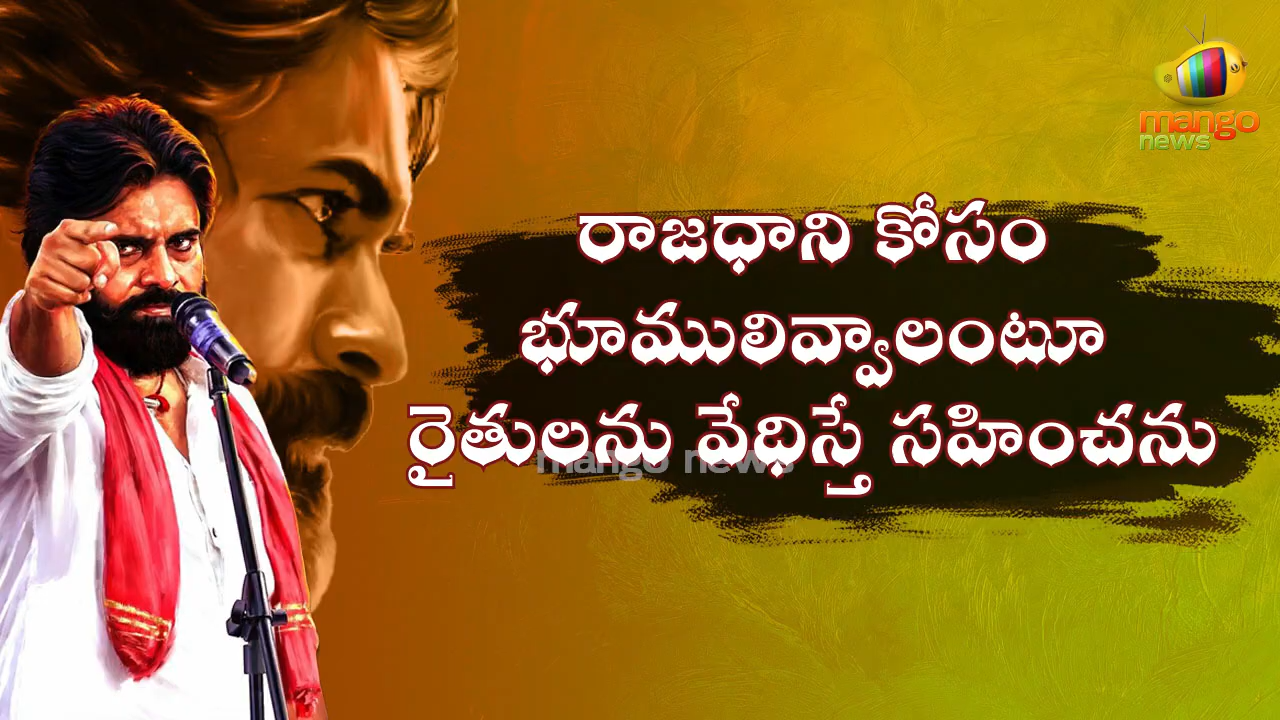 mango
news
రాజధాని కోసం
భూములివ్వాలంటూ
రైతులను వేధిస్తే సహించను
mango news